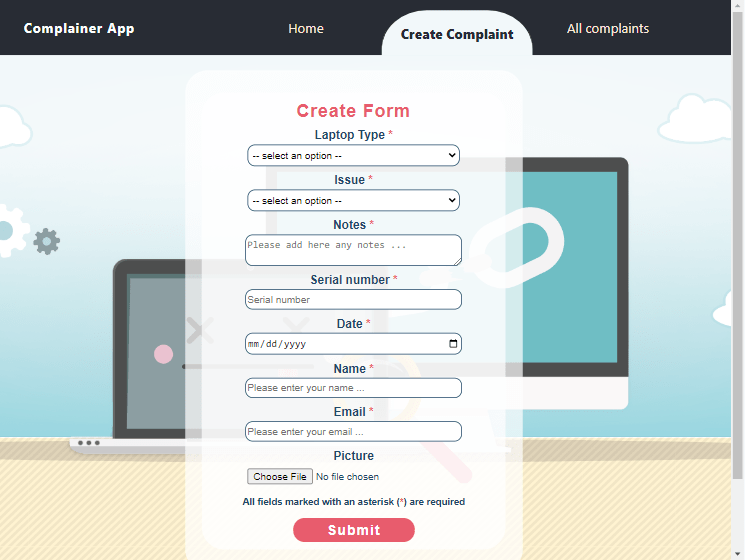 Complainer App Home Create Complaint All complaints
Create Form
Laptop Type *
-- select an option --
Issue *
-- select an option --
Notes *
Please add here any notes ...
Serial number *
Serial number
Date *
mm/dd/yyyy
Name *
Please enter your name ...
Email *
Please enter your email ...
Picture
Choose File No file chosen
All fields marked with an asterisk (*) are required
Submit